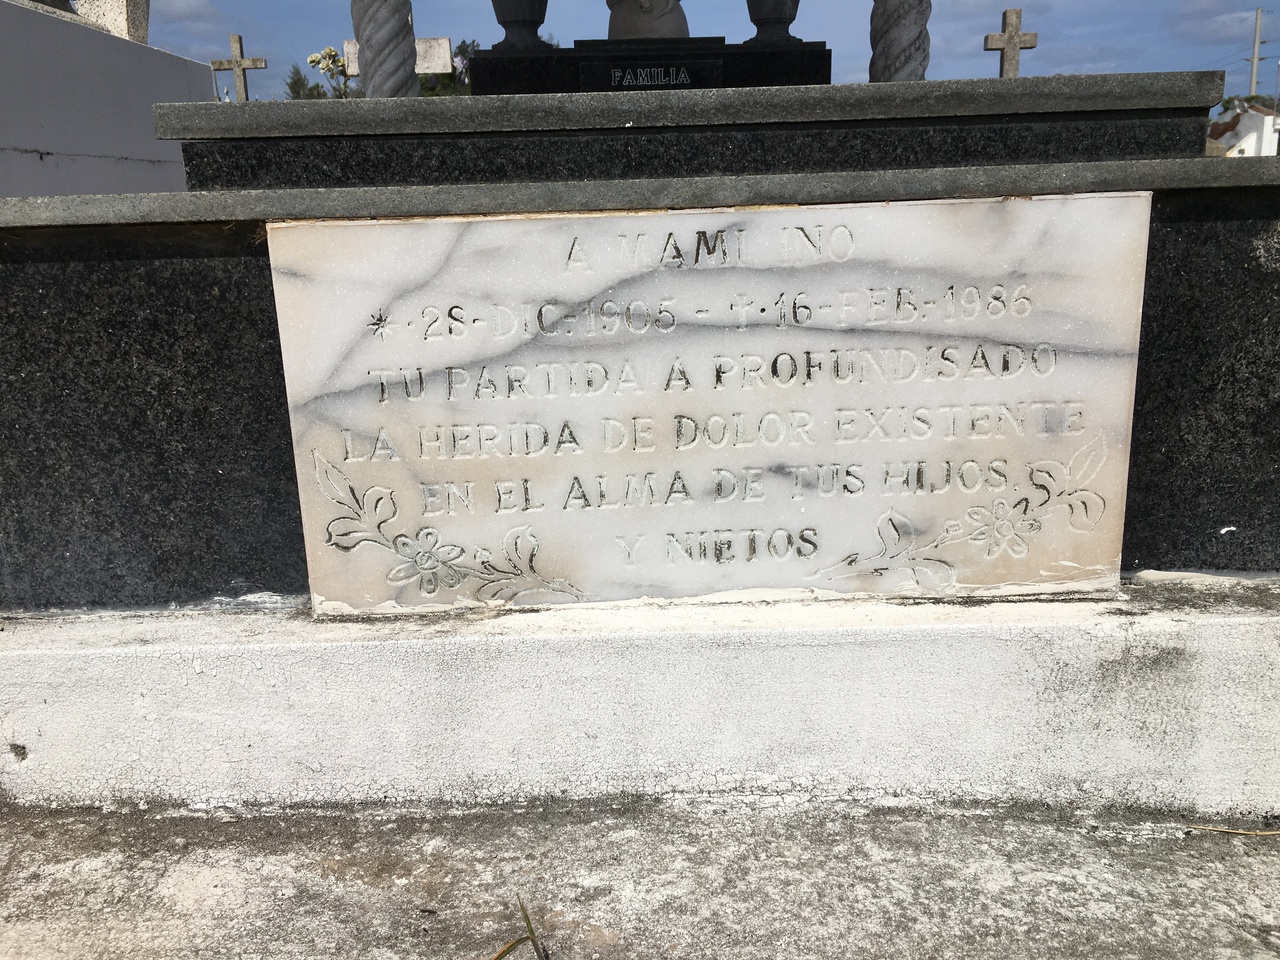 FAMILIA
A MAMI INO
* · 28-DIC-1905 - † · 16-FEB-1986
TU PARTIDA A PROFUNDISADO
LA HERIDA DE DOLOR EXISTENTE
EN EL ALMA DE TUS HIJOS
Y NIETOS